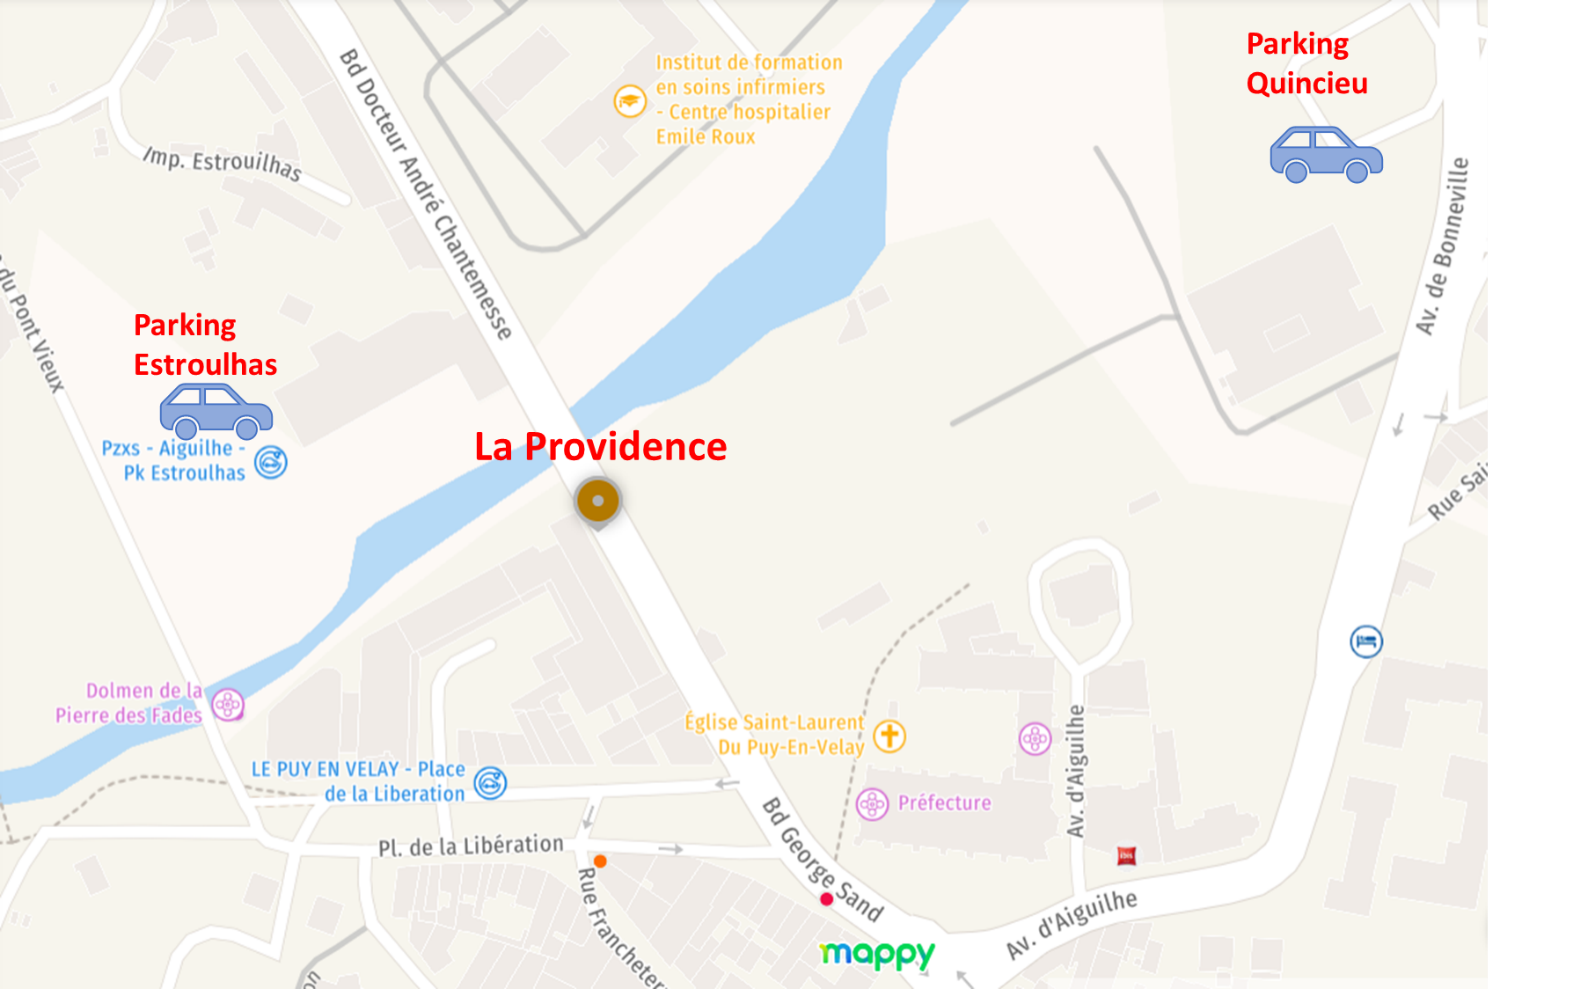 Parking
Quincieu
Bd Docteur André Chantemesse
Institut de formation
en soins infirmiers
- Centre hospitalier
Emile Roux
Imp. Estrouilhas
Av. de Bonneville
du Pont Vieux
Parking
Estroulhas
Pzxs - Aiguilhe -
Pk Estroulhas
La Providence
Rue Sai
Dolmen de la
Pierre des Fades
Église Saint-Laurent
Du Puy-En-Velay
LE PUY EN VELAY - Place
de la Liberation
Préfecture
Av. d'Aiguilhe
Pl. de la Libération
Bd George Sand
ibis
Rue Francheter
Av. d'Aiguilhe
mappy
on